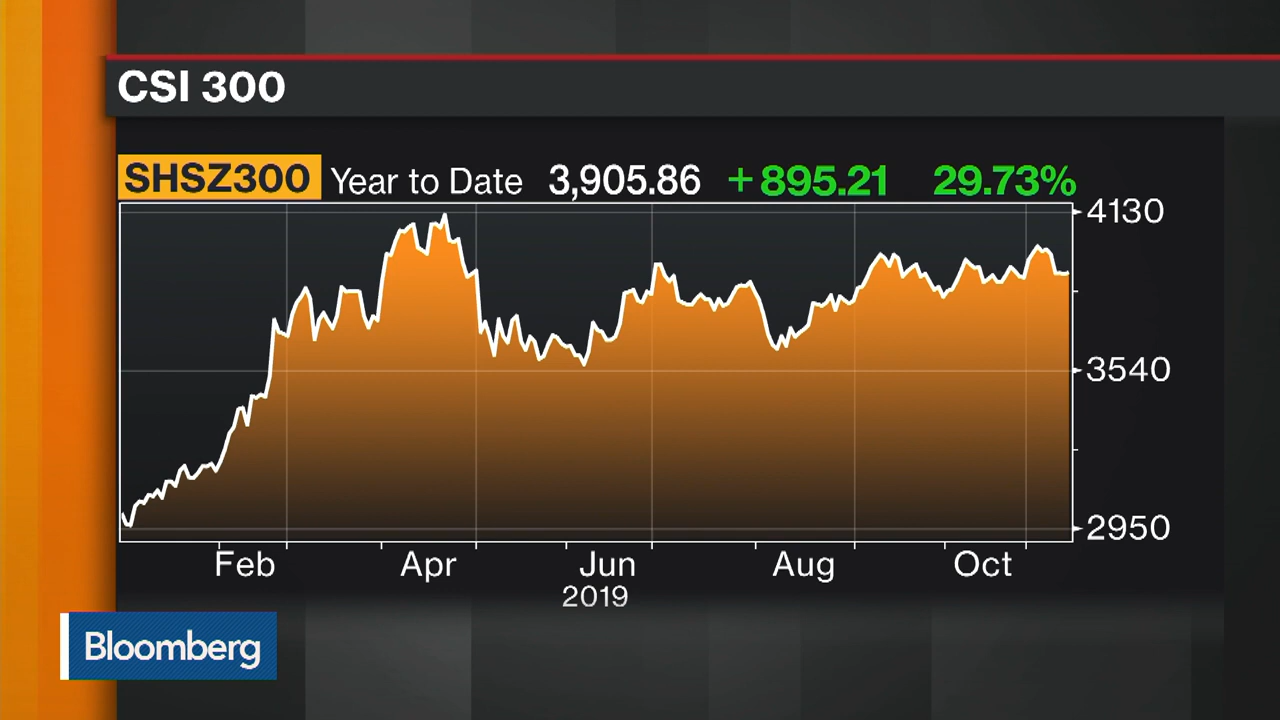 CSI 300
SHSZ300 Year to Date 3,905.86 +895.21 29.73%
4130
3540
2950
Feb Apr Jun Aug Oct
2019
Bloomberg